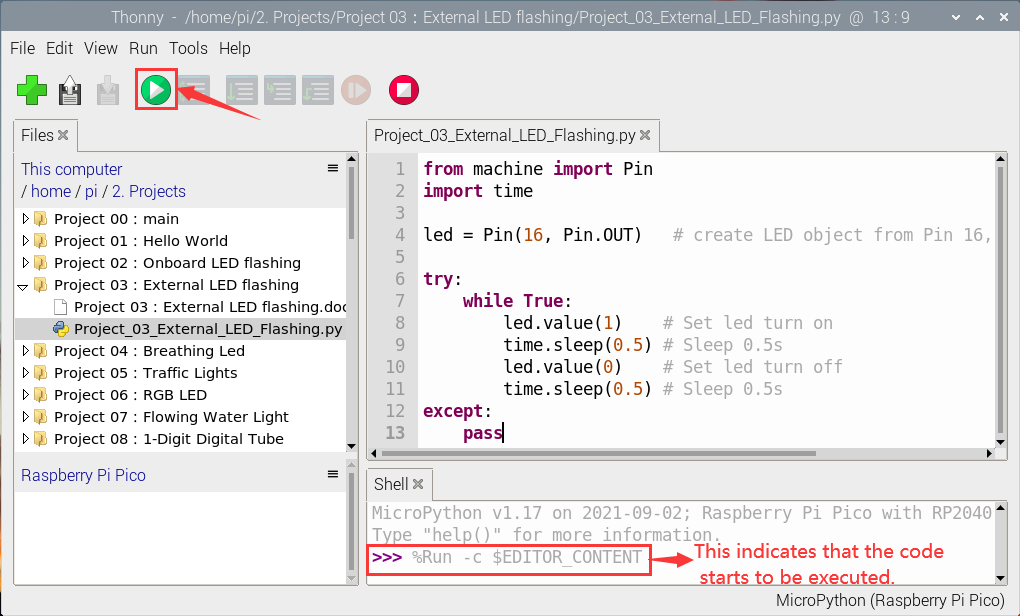 Thonny - /home/pi/2. Projects/Project 03 : External LED flashing/Project_03_External_LED_Flashing.py @ 13 : 9
File Edit View Run Tools Help
Files
This computer
/ home / pi / 2. Projects
Project 00 : main
Project 01 : Hello World
Project 02 : Onboard LED flashing
Project 03 : External LED flashing
Project 03 : External LED flashing.doc
Project_03_External_LED_Flashing.py
Project 04 : Breathing Led
Project 05 : Traffic Lights
Project 06 : RGB LED
Project 07 : Flowing Water Light
Project 08 : 1-Digit Digital Tube
Raspberry Pi Pico
Project_03_External_LED_Flashing.py
1 from machine import Pin
2 import time
3
4 led = Pin(16, Pin.OUT)   # create LED object from Pin 16,
5
6 try:
7     while True:
8         led.value(1)    # Set led turn on
9         time.sleep(0.5) # Sleep 0.5s
10         led.value(0)    # Set led turn off
11         time.sleep(0.5) # Sleep 0.5s
12 except:
13     pass
Shell
MicroPython v1.17 on 2021-09-02; Raspberry Pi Pico with RP2040
Type "help()" for more information.
>>> %Run -c $EDITOR_CONTENT
This indicates that the code
starts to be executed.
MicroPython (Raspberry Pi Pico)